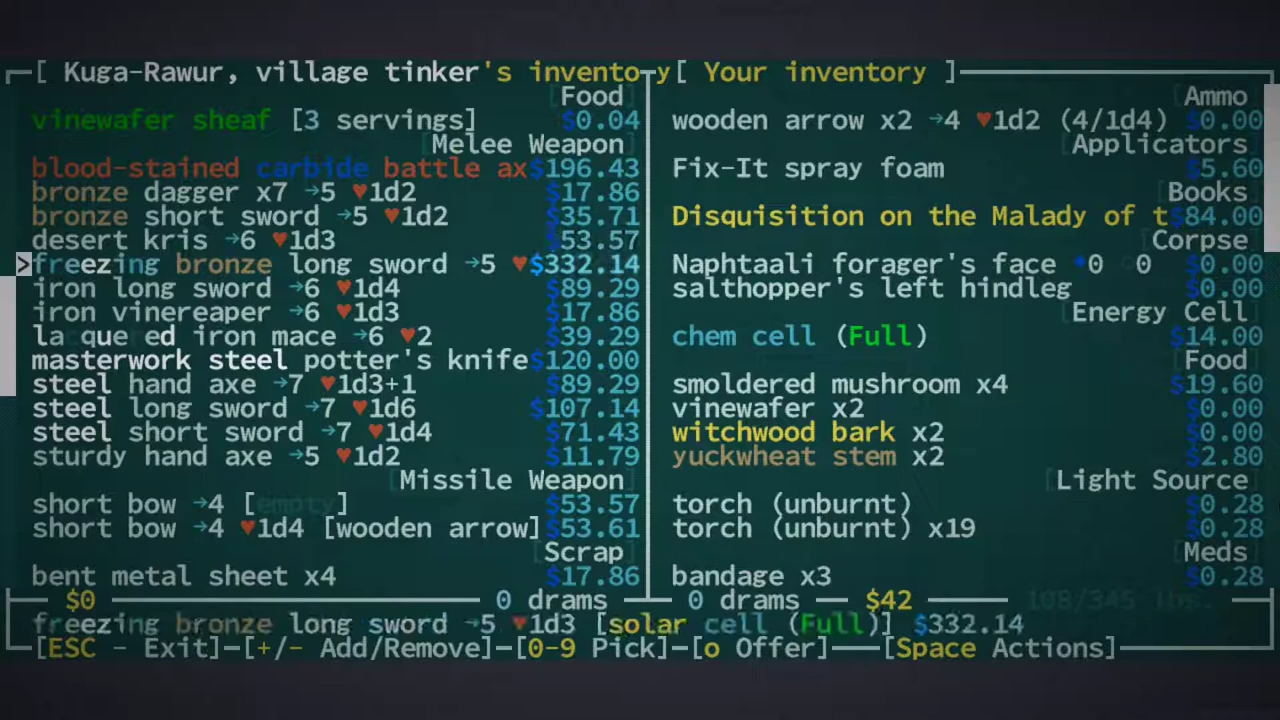 [ Kuga-Rawur, village tinker's invento
Food
vinewafer sheaf [3 servings] $0.04
Melee Weapon
blood-stained carbide battle ax$196.43
bronze dagger x7 →5 ♥1d2 $17.86
bronze short sword →5 ♥1d2 $35.71
desert kris →6 ♥1d3 $53.57
>freezing bronze long sword →5 ♥$332.14
iron long sword →6 ♥1d4 $89.29
iron vinereaper →6 ♥1d3 $17.86
la que ed iron mace →6 ♥2 $39.29
masterwork steel potter's knife$120.00
steel hand axe →7 ♥1d3+1 $89.29
steel long sword →7 ♥1d6 $107.14
steel short sword →7 ♥1d4 $71.43
sturdy hand axe →5 ♥1d2 $11.79
Missile Weapon
short bow →4 [empty] $53.57
short bow →4 ♥1d4 [wooden arrow] $53.61
Scrap
bent metal sheet x4 $17.86
$0 0 drams
y[ Your inventory ]
Ammo
wooden arrow x2 →4 ♥1d2 (4/1d4) $0.00
Applicators
Fix-It spray foam $5.60
Books
Disquisition on the Malady of t$84.00
Corpse
Naphtaali forager's face ♦0 ○0 $0.00
salthopper's left hindleg $0.00
Energy Cell
chem cell (Full) $14.00
Food
smoldered mushroom x4 $19.60
vinewafer x2 $0.00
witchwood bark x2 $0.00
yuckwheat stem x2 $2.80
Light Source
torch (unburnt) $0.28
torch (unburnt) x19 $0.28
Meds
bandage x3 $0.28
0 drams — $42 108/345 lbs.
freezing bronze long sword →5 ♥1d3 [solar cell (Full)] $332.14
[ESC - Exit]-[+/- Add/Remove]-[0-9 Pick]-[o Offer] [Space Actions]